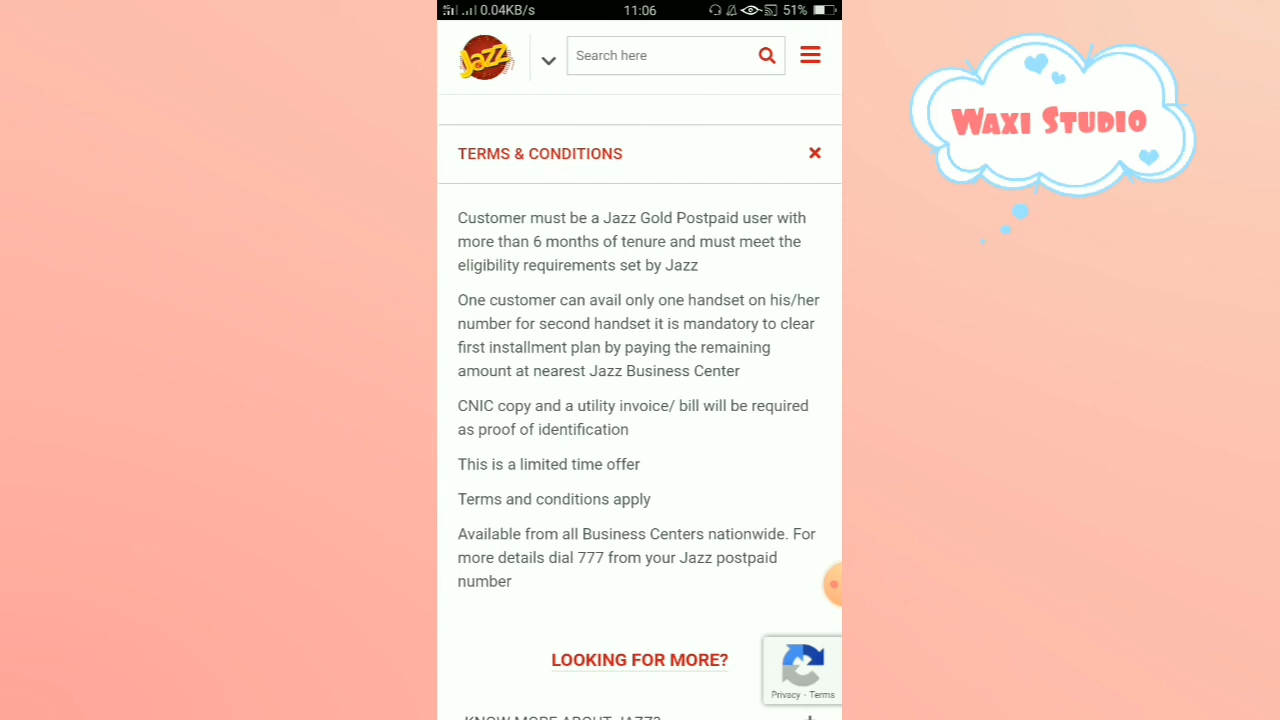 0.04KB/s 11:06 51%
Jazz
Search here
WAXI STUDIO
TERMS & CONDITIONS
Customer must be a Jazz Gold Postpaid user with
more than 6 months of tenure and must meet the
eligibility requirements set by Jazz
One customer can avail only one handset on his/her
number for second handset it is mandatory to clear
first installment plan by paying the remaining
amount at nearest Jazz Business Center
CNIC copy and a utility invoice/ bill will be required
as proof of identification
This is a limited time offer
Terms and conditions apply
Available from all Business Centers nationwide. For
more details dial 777 from your Jazz postpaid
number
LOOKING FOR MORE?
Privacy - Terms
KNOW MORE ABOUT JAZZ?